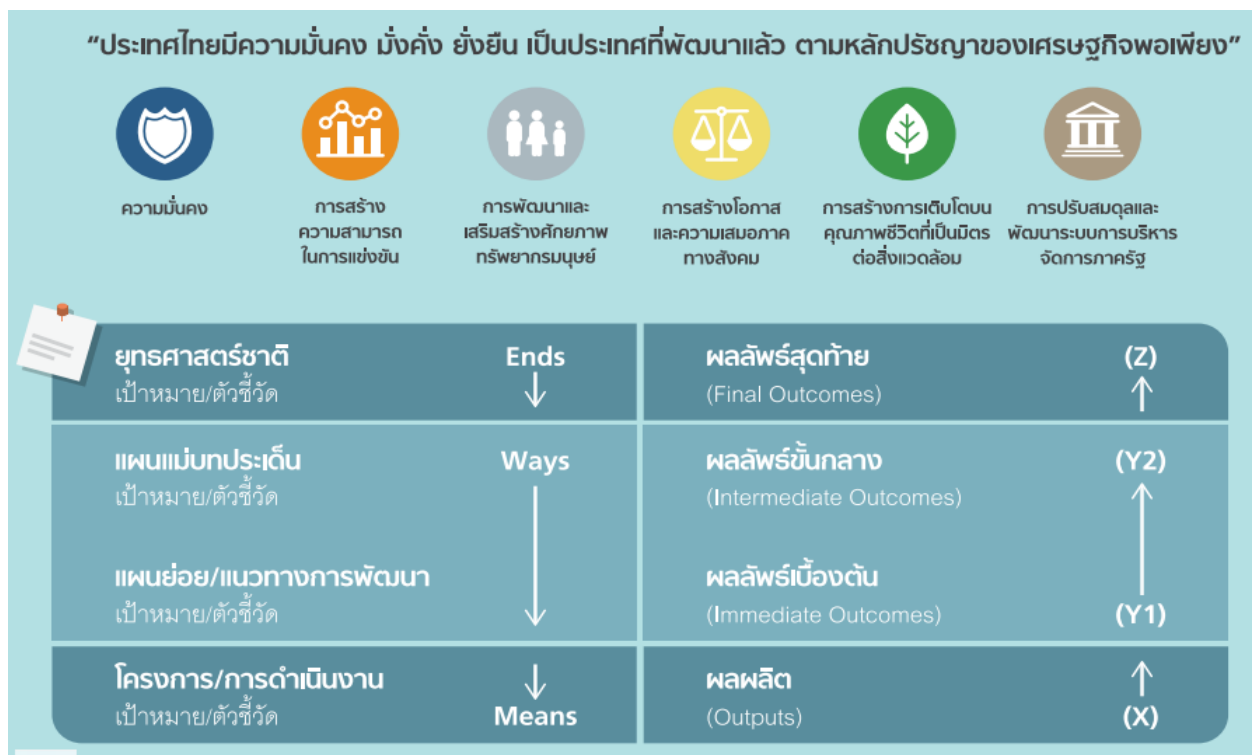 “ประเทศไทยมีความมั่นคง มั่งคั่ง ยั่งยืน เป็นประเทศที่พัฒนาแล้ว ตามหลักปรัชญาของเศรษฐกิจพอเพียง”
ความมั่นคง
การสร้าง
ความสามารถ
ในการแข่งขัน
การพัฒนาและ
เสริมสร้างศักยภาพ
ทรัพยากรมนุษย์
การสร้างโอกาส
และความเสมอภาค
ทางสังคม
การสร้างการเติบโตบน
คุณภาพชีวิตที่เป็นมิตร
ต่อสิ่งแวดล้อม
การปรับสมดุลและ
พัฒนาระบบการบริหาร
จัดการภาครัฐ
ยุทธศาสตร์ชาติ Ends
เป้าหมาย/ตัวชี้วัด
ผลลัพธ์สุดท้าย (Z)
(Final Outcomes)
แผนแม่บทประเด็น Ways
เป้าหมาย/ตัวชี้วัด
ผลลัพธ์ขั้นกลาง (Y2)
(Intermediate Outcomes)
แผนย่อย/แนวทางการพัฒนา
เป้าหมาย/ตัวชี้วัด
ผลลัพธ์เบื้องต้น
(Immediate Outcomes) (Y1)
โครงการ/การดำเนินงาน
เป้าหมาย/ตัวชี้วัด Means
ผลผลิต
(Outputs) (X)